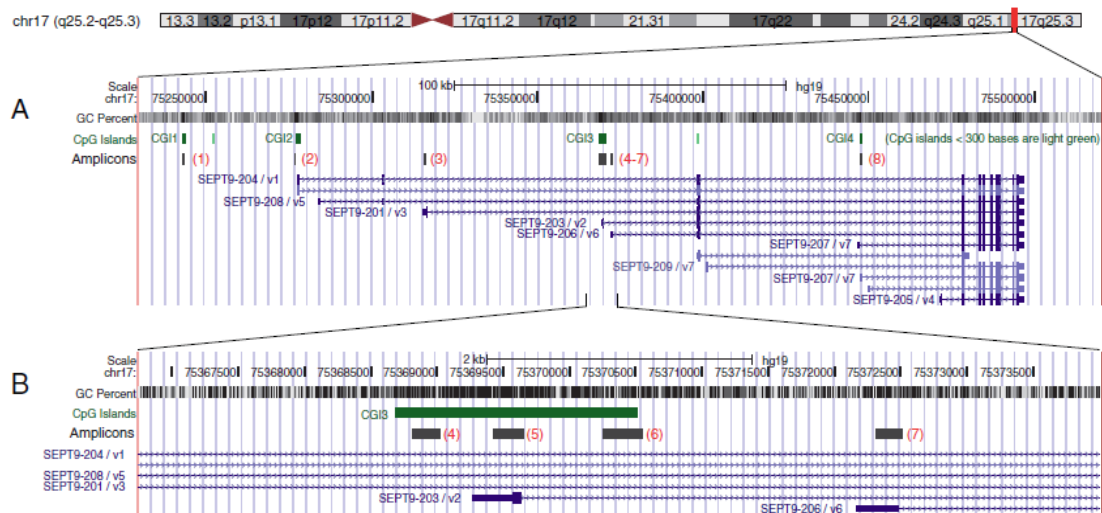 chr17 (q25.2-q25.3) 13.3 13.2 p13.1 17p12 17p11.2 17q11.2 17q12 21.31 17q22 24.2 q24.3 q25.1 17q25.3
A
Scale 100 kb hg19
chr17: 75250000 75300000 75350000 75400000 75450000 75500000
GC Percent
CpG Islands CGI1 CGI2 CGI3 CGI4 (CpG islands < 300 bases are light green)
Amplicons (1) (2) (3) (4-7) (8)
SEPT9-204 / v1
SEPT9-208 / v5
SEPT9-201 / v3
SEPT9-203 / v2
SEPT9-206 / v6
SEPT9-207 / v7
SEPT9-209 / v7
SEPT9-207 / v7
SEPT9-205 / v4
B
Scale 2 kb hg19
chr17: 75367500 75368000 75368500 75369000 75369500 75370000 75370500 75371000 75371500 75372000 75372500 75373000 75373500
GC Percent
CpG Islands CGI3
Amplicons (4) (5) (6) (7)
SEPT9-204 / v1
SEPT9-208 / v5
SEPT9-201 / v3
SEPT9-203 / v2
SEPT9-206 / v6